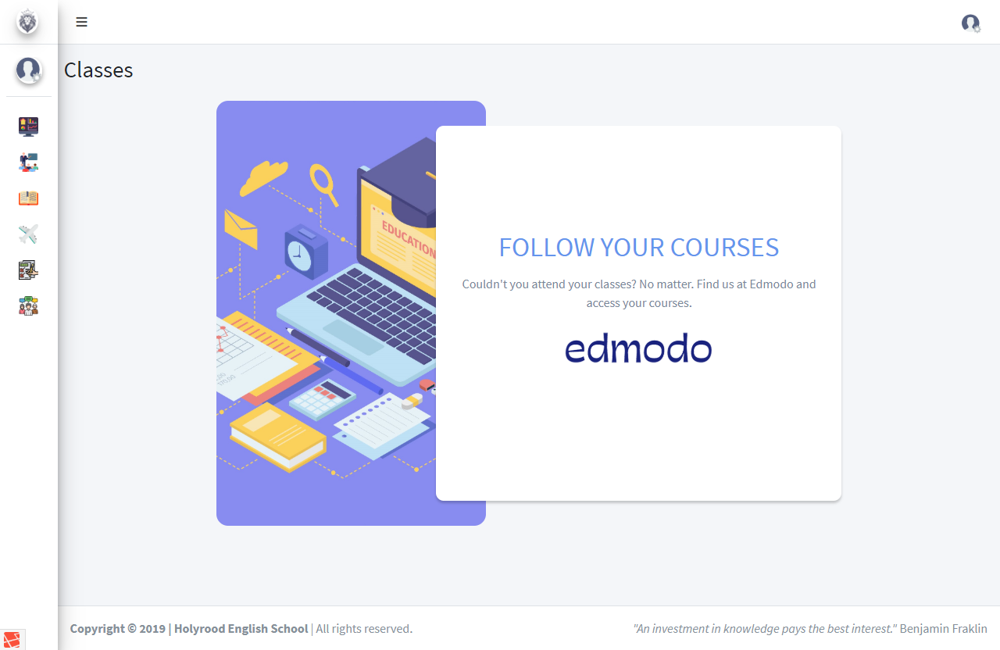 Classes
EDUCATION
FOLLOW YOUR COURSES
Couldn't you attend your classes? No matter. Find us at Edmodo and
access your courses.
edmodo
Copyright © 2019 | Holyrood English School | All rights reserved.
"An investment in knowledge pays the best interest." Benjamin Fraklin